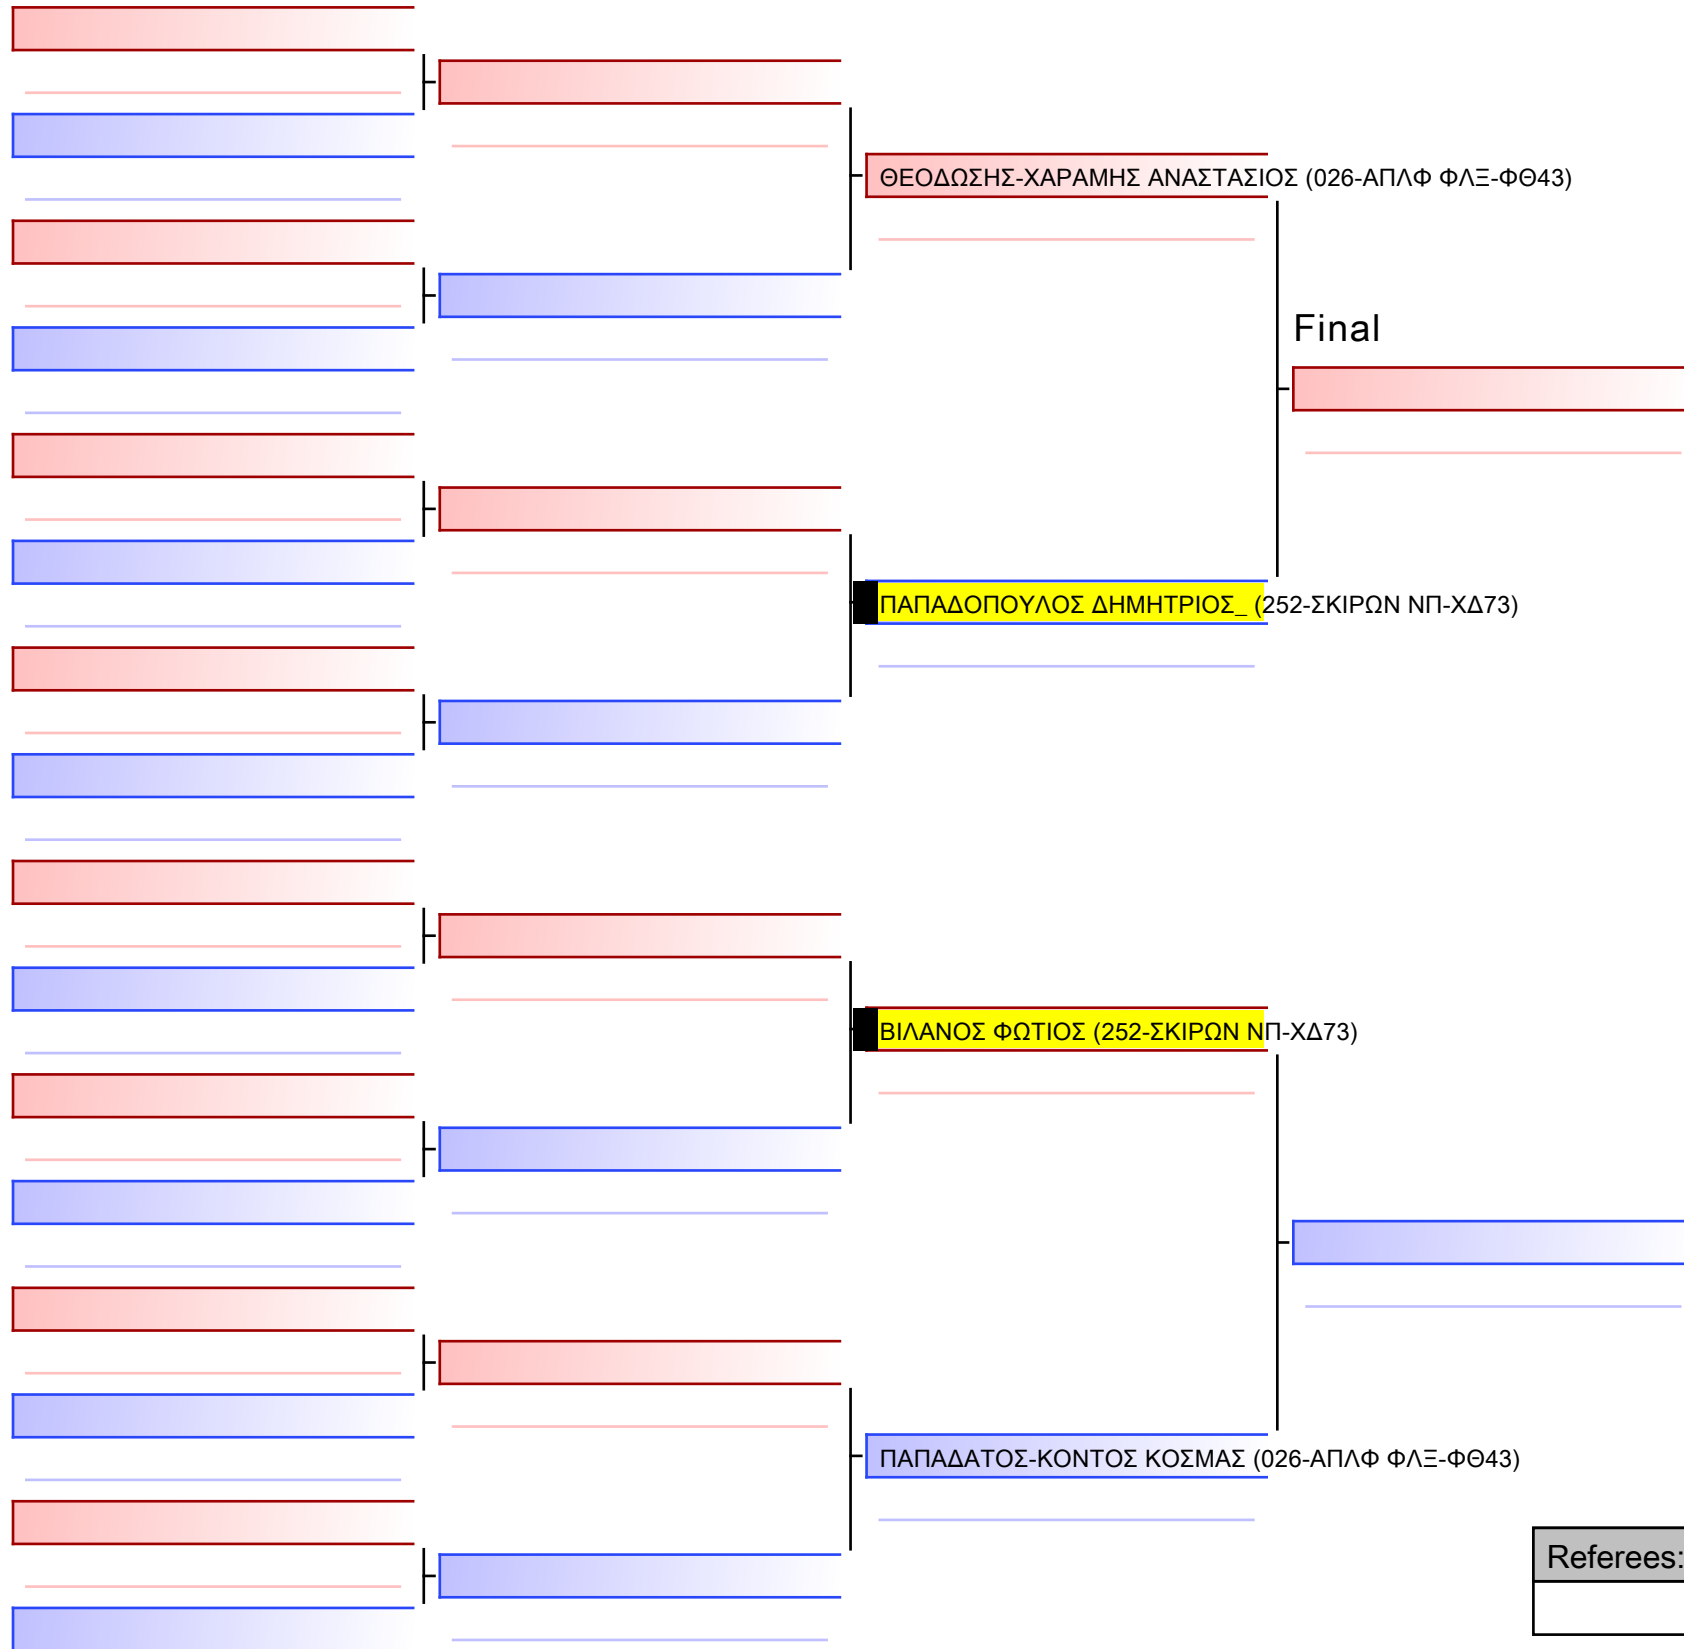 ΘΕΟΔΩΣΗΣ-ΧΑΡΑΜΗΣ ΑΝΑΣΤΑΣΙΟΣ (026-ΑΠΛΦ ΦΛΞ-ΦΘ43)
Final
ΠΑΠΑΔΟΠΟΥΛΟΣ ΔΗΜΗΤΡΙΟΣ_ (252-ΣΚΙΡΩΝ ΝΠ-ΧΔ73)
ΒΙΛΑΝΟΣ ΦΩΤΙΟΣ (252-ΣΚΙΡΩΝ ΝΠ-ΧΔ73)
ΠΑΠΑΔΑΤΟΣ-ΚΟΝΤΟΣ ΚΟΣΜΑΣ (026-ΑΠΛΦ ΦΛΞ-ΦΘ43)
Referees: